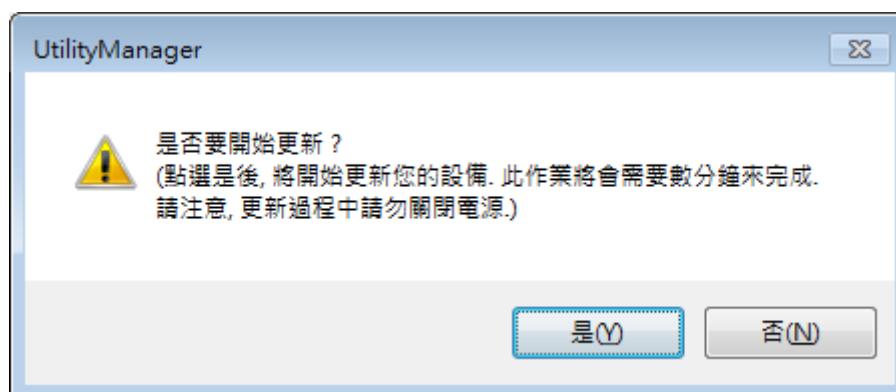 UtilityManager
是否要開始更新？
(點選是後, 將開始更新您的設備. 此作業將會需要數分鐘來完成.
請注意, 更新過程中請勿關閉電源.)
是(Y)
否(N)